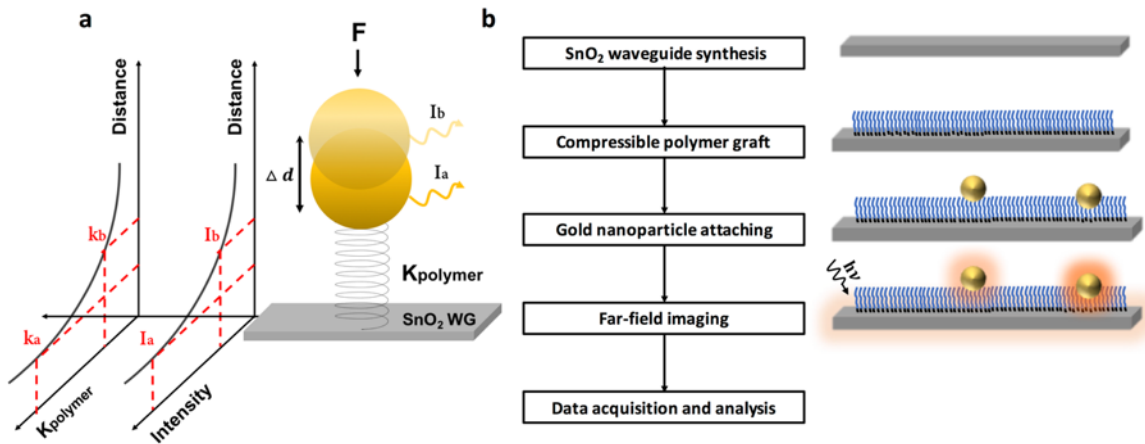 a
F
Distance
Distance
Ib
Ia
△ d
kb
Ib
Kpolymer
SnO₂ WG
ka
Ia
Kpolymer
Intensity
b
SnO₂ waveguide synthesis
Compressible polymer graft
Gold nanoparticle attaching
hν
Far-field imaging
Data acquisition and analysis